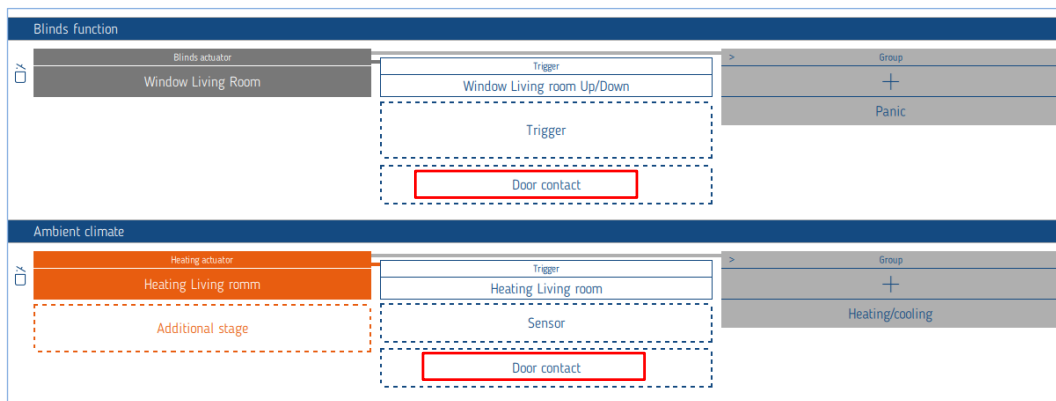 Blinds function
Blinds actuator
Window Living Room
Trigger
Window Living room Up/Down
Trigger
Door contact
> Group
+
Panic
Ambient climate
Heating actuator
Heating Living romm
Additional stage
Trigger
Heating Living room
Sensor
Door contact
> Group
+
Heating/cooling